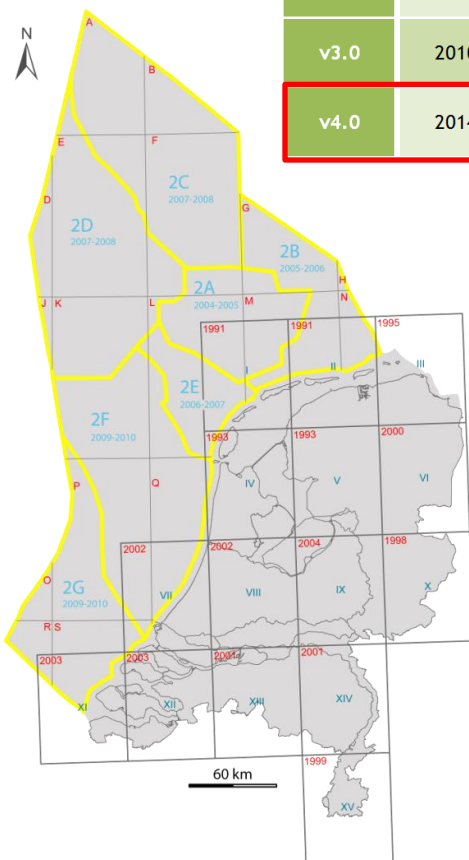 N
v3.0
2010
v4.0
2014
A
B
E
F
2C
2007-2008
D
G
2D
2007-2008
2B
2005-2006
H
J
K
L
2A
2004-2005
M
N
1991
1991
1995
I
II
III
2E
2006-2007
2F
2009-2010
1993
1993
2000
P
Q
IV
V
VI
2002
2002
2004
1998
O
2G
2009-2010
VII
VIII
IX
X
R
S
2003
2003
2001
2001
XI
XII
XIII
XIV
1999
60 km
XV